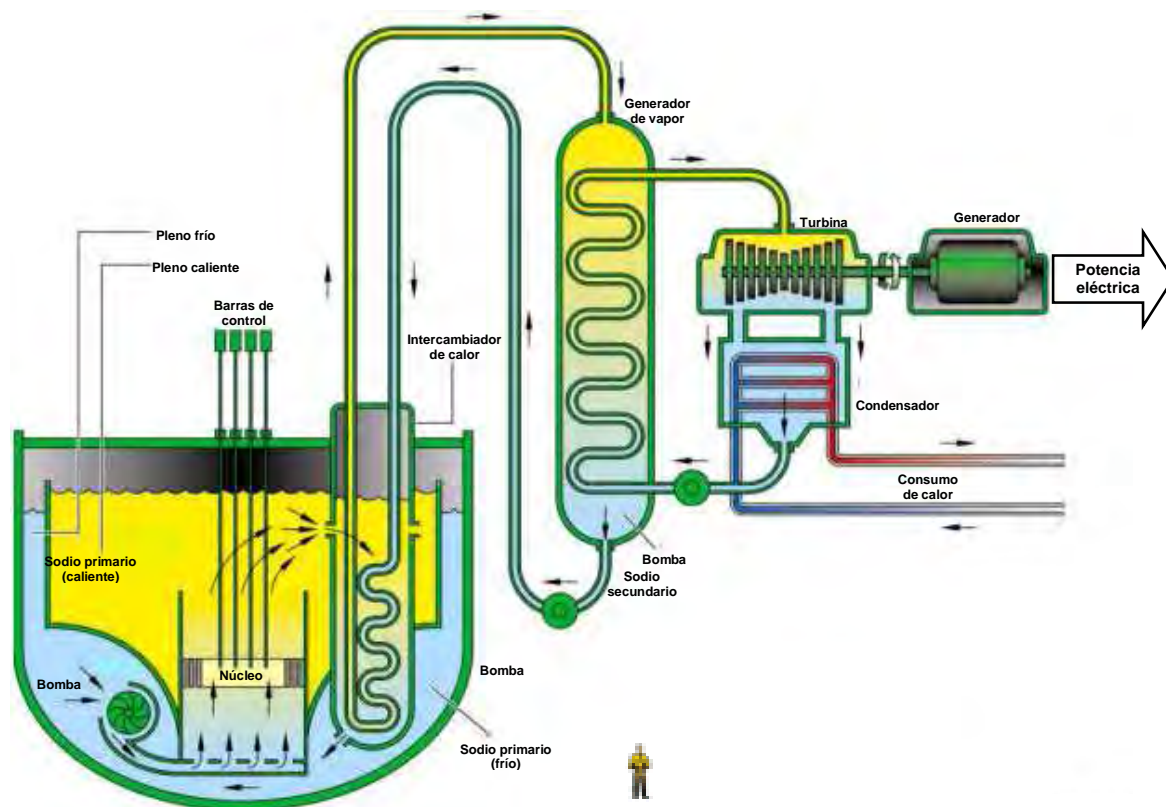 Generador
de vapor
Turbina
Generador
Pleno frío
Pleno caliente
Potencia
eléctrica
Barras de
control
Intercambiador
de calor
Condensador
Consumo
de calor
Sodio primario
(caliente)
Bomba
Sodio
secundario
Núcleo
Bomba
Bomba
Sodio primario
(frío)